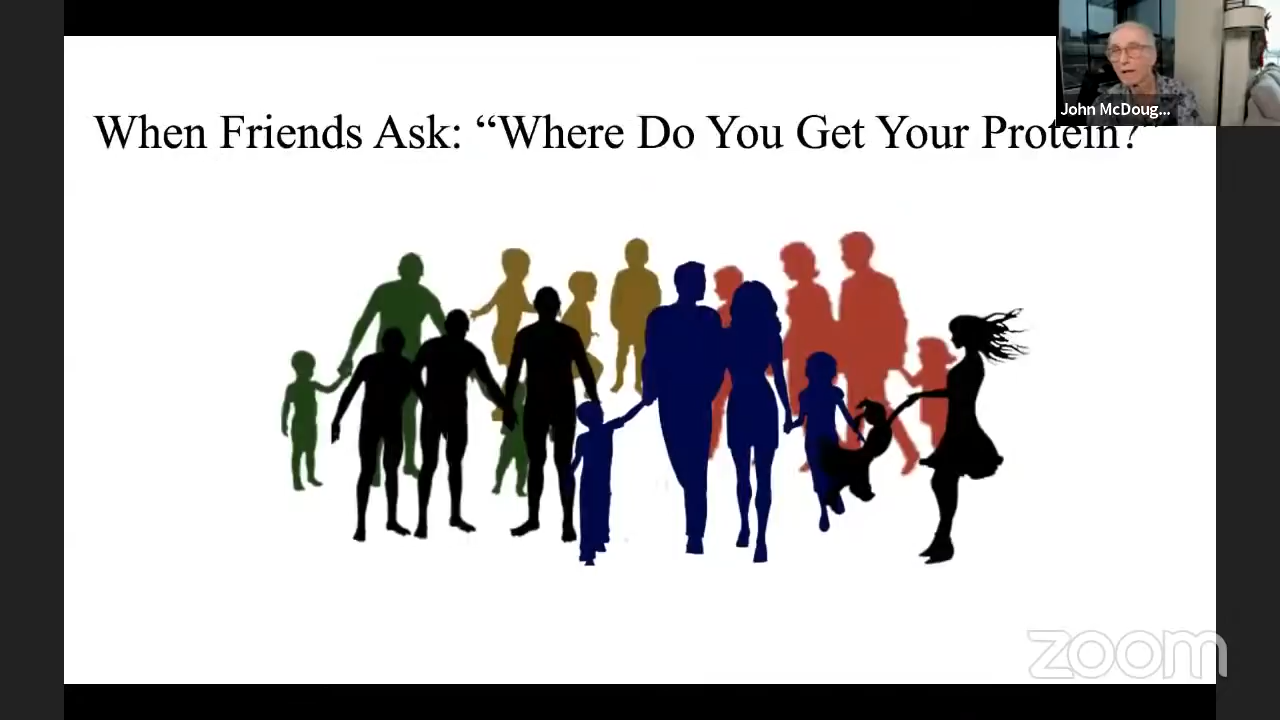 When Friends Ask: “Where Do You Get Your Protein?”
John McDoug...
zoom